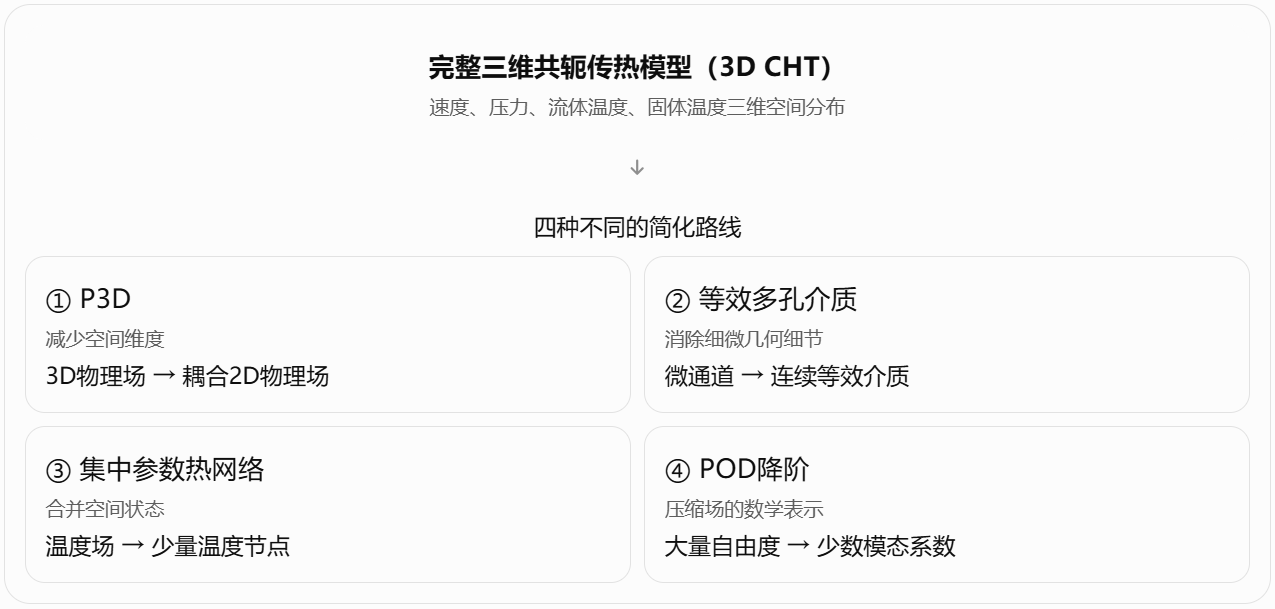 完整三维共轭传热模型（3D CHT）
速度、压力、流体温度、固体温度三维空间分布
↓
四种不同的简化路线
① P3D
减少空间维度
3D物理场 → 耦合2D物理场
② 等效多孔介质
消除细微几何细节
微通道 → 连续等效介质
③ 集中参数热网络
合并空间状态
温度场 → 少量温度节点
④ POD降阶
压缩场的数学表示
大量自由度 → 少数模态系数